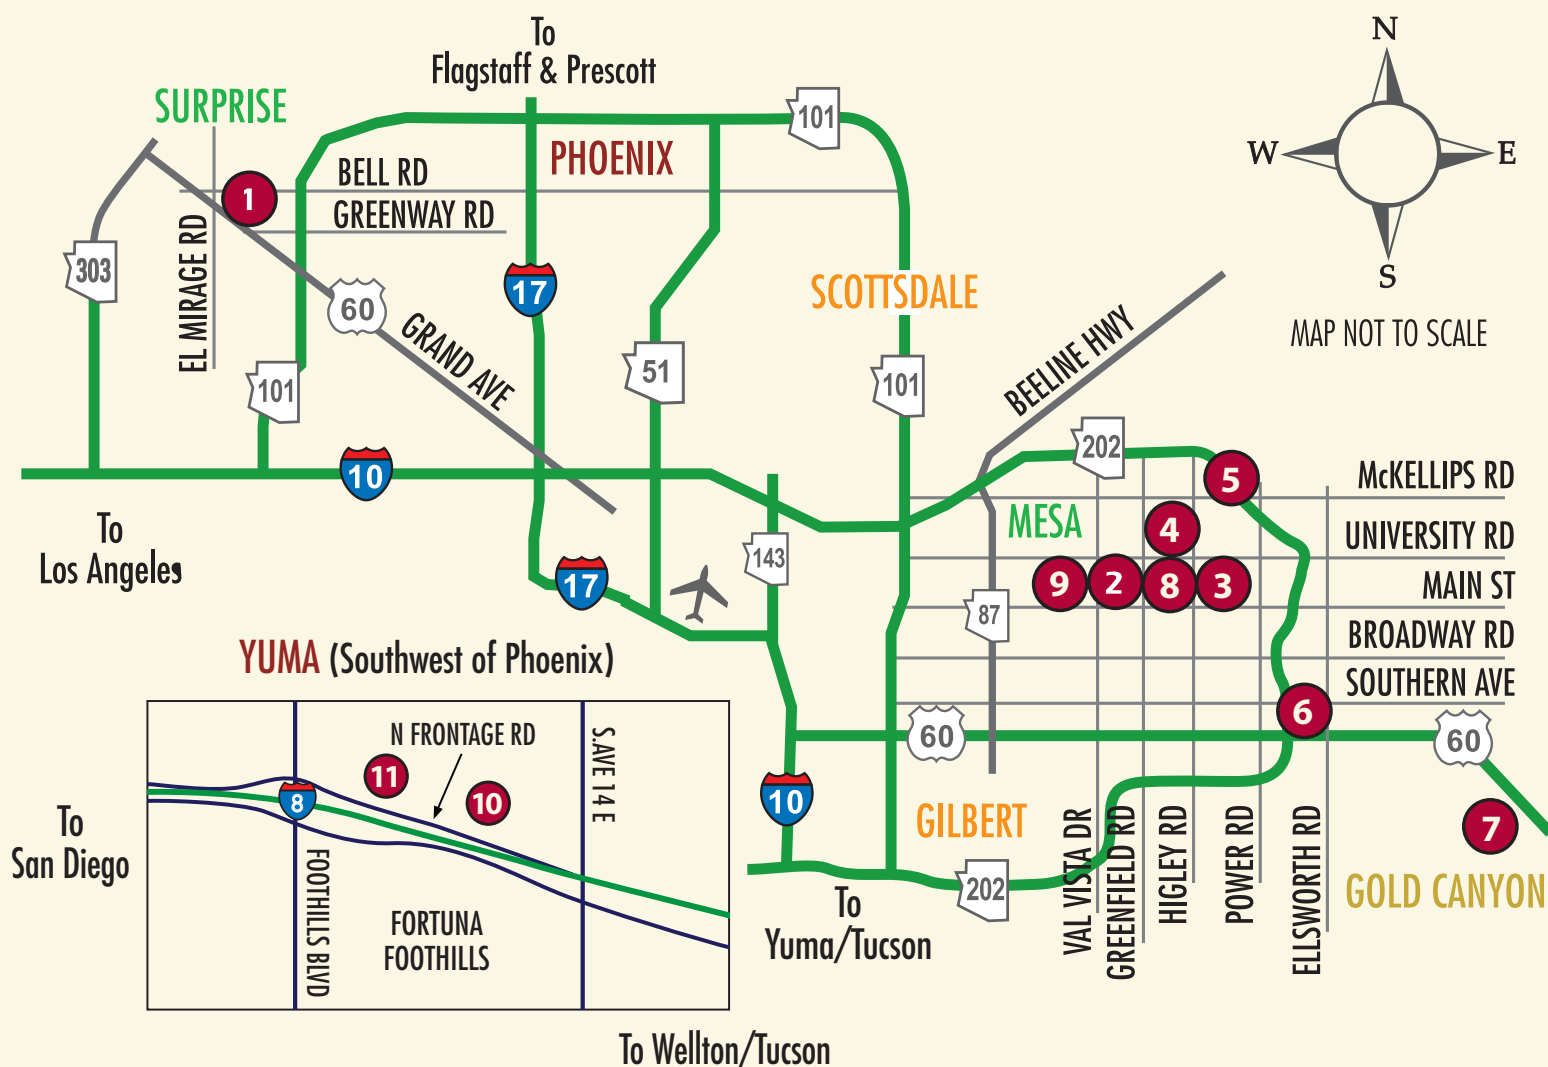 To
Flagstaff & Prescott
N
W
E
S
MAP NOT TO SCALE
SURPRISE
PHOENIX
101
1
BELL RD
GREENWAY RD
EL MIRAGE RD
303
60
17
GRAND AVE
SCOTTSDALE
BEELINE HWY
101
51
101
10
202
5
McKELLIPS RD
To
Los Angeles
MESA
4
UNIVERSITY RD
143
17
9
2
8
3
MAIN ST
87
BROADWAY RD
SOUTHERN AVE
6
60
60
10
GILBERT
7
GOLD CANYON
VAL VISTA DR
GREENFIELD RD
HIGLEY RD
POWER RD
ELLSWORTH RD
202
To
Yuma/Tucson
YUMA (Southwest of Phoenix)
N FRONTAGE RD
S.AVE 14 E
11
10
8
To
San Diego
FOOTHILLS BLVD
FORTUNA
FOOTHILLS
To Wellton/Tucson